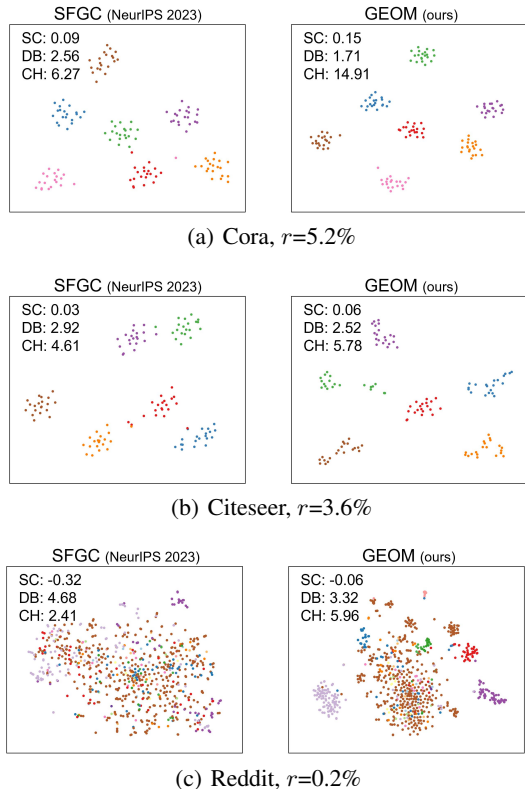 SFGC (NeurIPS 2023)
SC: 0.09
DB: 2.56
CH: 6.27
GEOM (ours)
SC: 0.15
DB: 1.71
CH: 14.91
(a) Cora, r=5.2%
SFGC (NeurIPS 2023)
SC: 0.03
DB: 2.92
CH: 4.61
GEOM (ours)
SC: 0.06
DB: 2.52
CH: 5.78
(b) Citeseer, r=3.6%
SFGC (NeurIPS 2023)
SC: -0.32
DB: 4.68
CH: 2.41
GEOM (ours)
SC: -0.06
DB: 3.32
CH: 5.96
(c) Reddit, r=0.2%